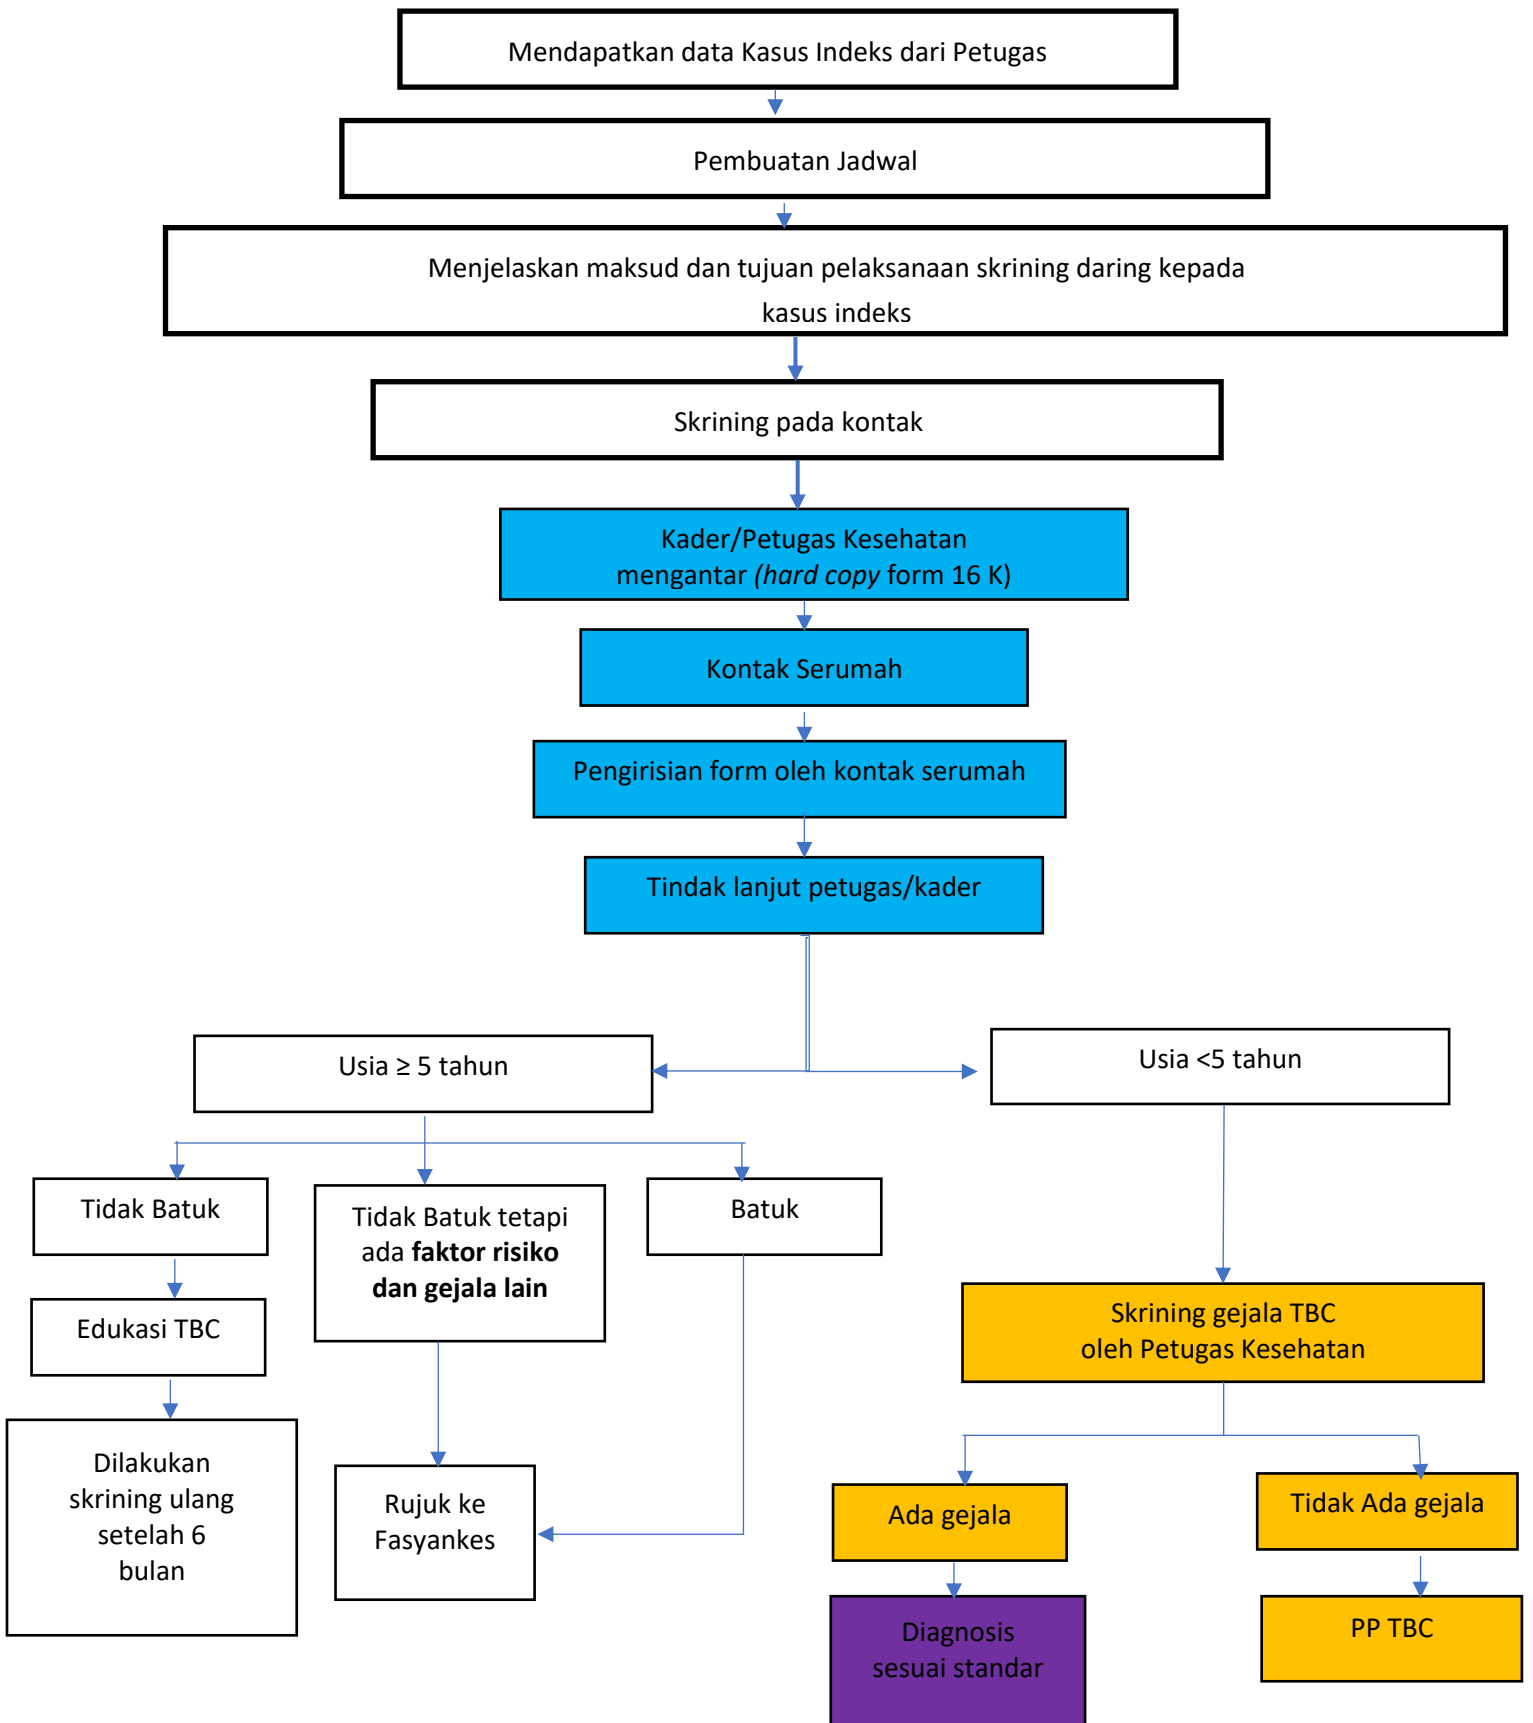 Mendapatkan data Kasus Indeks dari Petugas
Pembuatan Jadwal
Menjelaskan maksud dan tujuan pelaksanaan skrining daring kepada
kasus indeks
Skrining pada kontak
Kader/Petugas Kesehatan
mengantar (hard copy form 16 K)
Kontak Serumah
Pengirisian form oleh kontak serumah
Tindak lanjut petugas/kader
Usia ≥ 5 tahun
Usia <5 tahun
Tidak Batuk
Tidak Batuk tetapi
ada faktor risiko
dan gejala lain
Batuk
Edukasi TBC
Skrining gejala TBC
oleh Petugas Kesehatan
Dilakukan
skrining ulang
setelah 6
bulan
Rujuk ke
Fasyankes
Ada gejala
Tidak Ada gejala
Diagnosis
sesuai standar
PP TBC